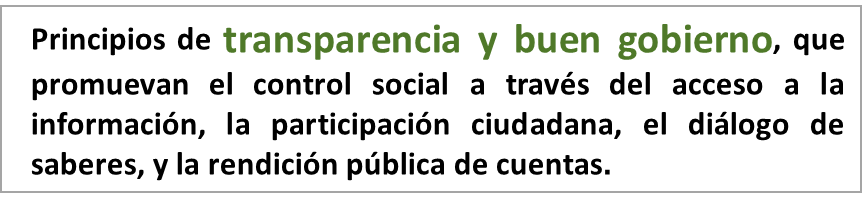 Principios de transparencia y buen gobierno, que
promuevan el control social a través del acceso a la
información, la participación ciudadana, el diálogo de
saberes, y la rendición pública de cuentas.